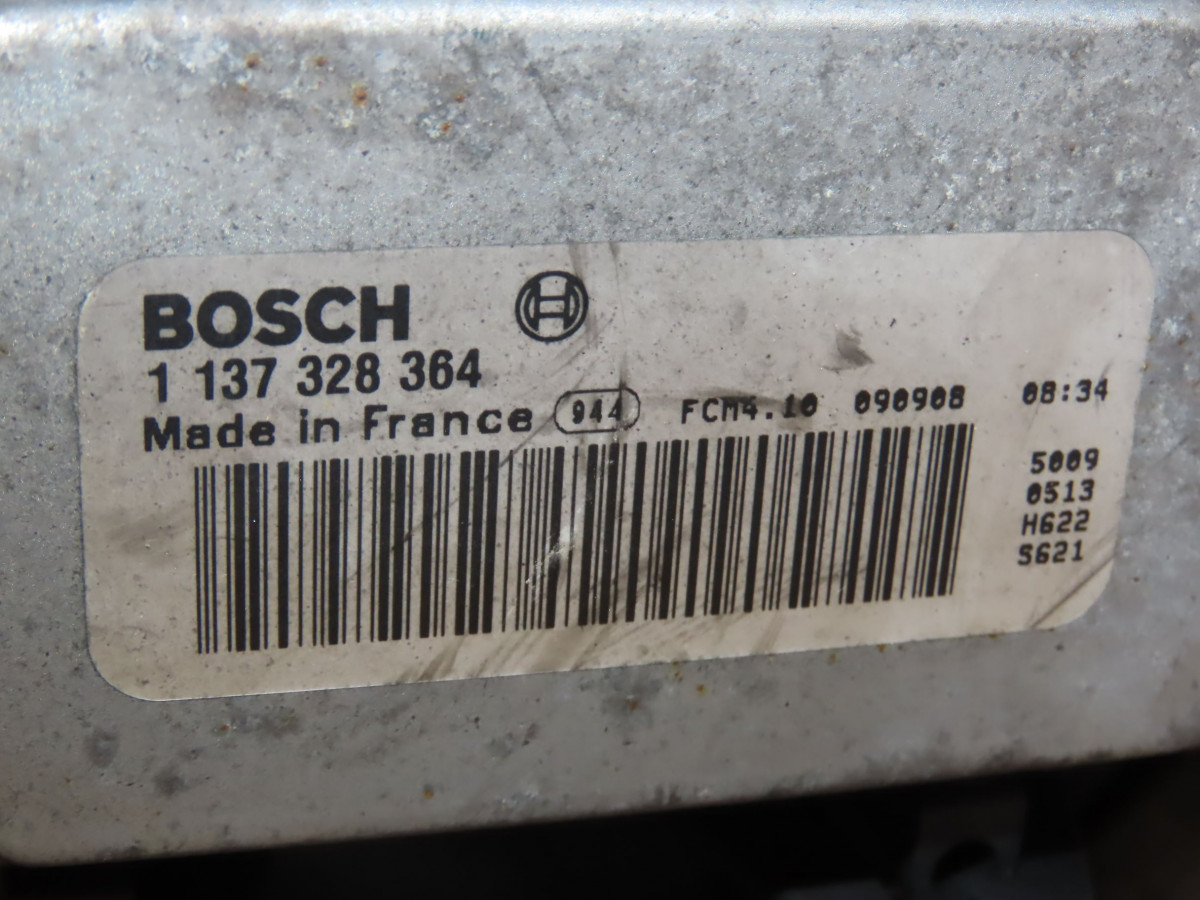 BOSCH
1 137 328 364
Made in France 944 FCM4.10 090908 08:34
5009
0513
H622
S621